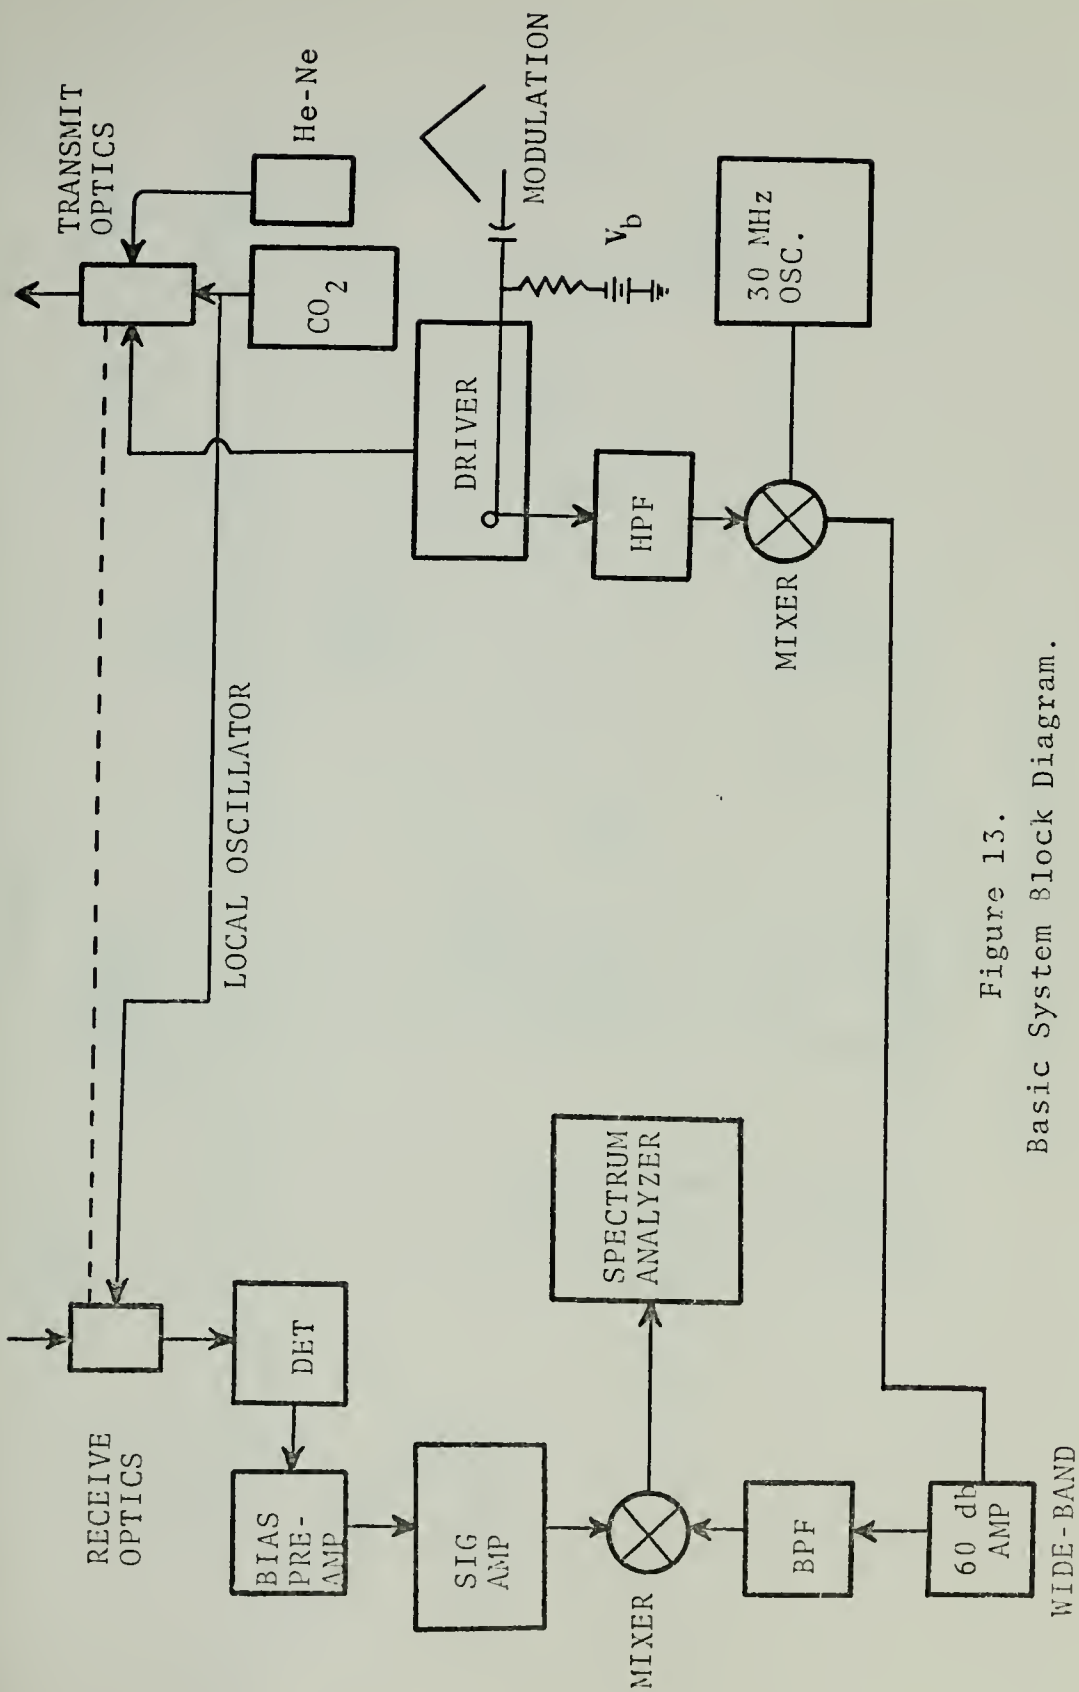 TRANSMIT
OPTICS
He-Ne
CO2
MODULATION
Vb
DRIVER
30 MHz
OSC.
HPF
MIXER
LOCAL OSCILLATOR
RECEIVE
OPTICS
DET
BIAS
PRE-
AMP
SIG
AMP
MIXER
SPECTRUM
ANALYZER
BPF
60 db
AMP
WIDE-BAND
Figure 13.
Basic System Block Diagram.